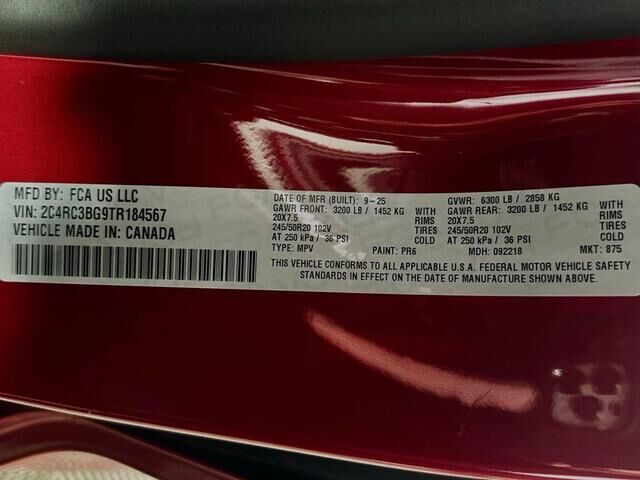 MFD BY: FCA US LLC
VIN: 2C4RC3BG9TR184567
VEHICLE MADE IN: CANADA
DATE OF MFR (BUILT): 9-25 GVWR: 6300 LB / 2858 KG
GAWR FRONT: 3200 LB / 1452 KG WITH GAWR REAR: 3200 LB / 1452 KG WITH
20X7.5 RIMS 20X7.5 RIMS
245/50R20 102V TIRES 245/50R20 102V TIRES
AT 250 kPa / 36 PSI COLD AT 250 kPa / 36 PSI COLD
TYPE: MPV PAINT: PR6 MDH: 092218 MKT: 875
THIS VEHICLE CONFORMS TO ALL APPLICABLE U.S.A. FEDERAL MOTOR VEHICLE SAFETY
STANDARDS IN EFFECT ON THE DATE OF MANUFACTURE SHOWN ABOVE.